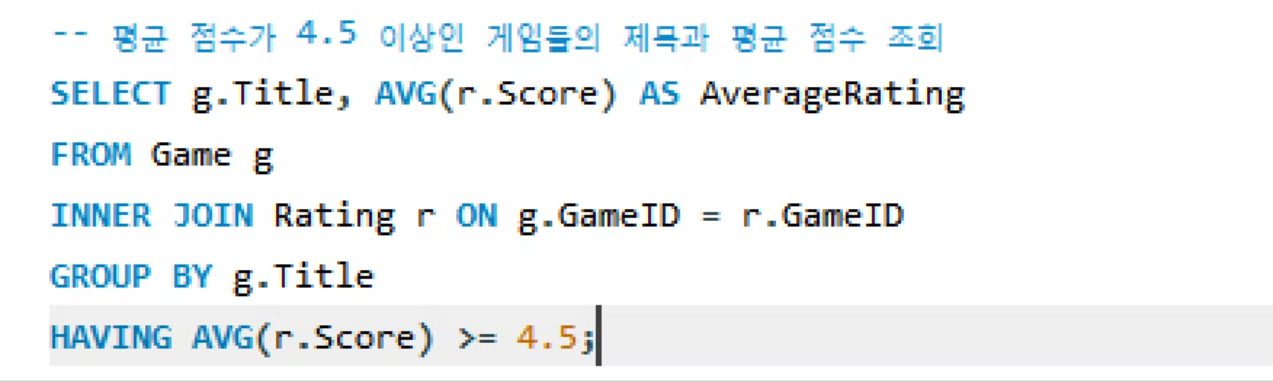 -- 평균 점수가 4.5 이상인 게임들의 제목과 평균 점수 조회
SELECT g.Title, AVG(r.Score) AS AverageRating
FROM Game g
INNER JOIN Rating r ON g.GameID = r.GameID
GROUP BY g.Title
HAVING AVG(r.Score) >= 4.5;